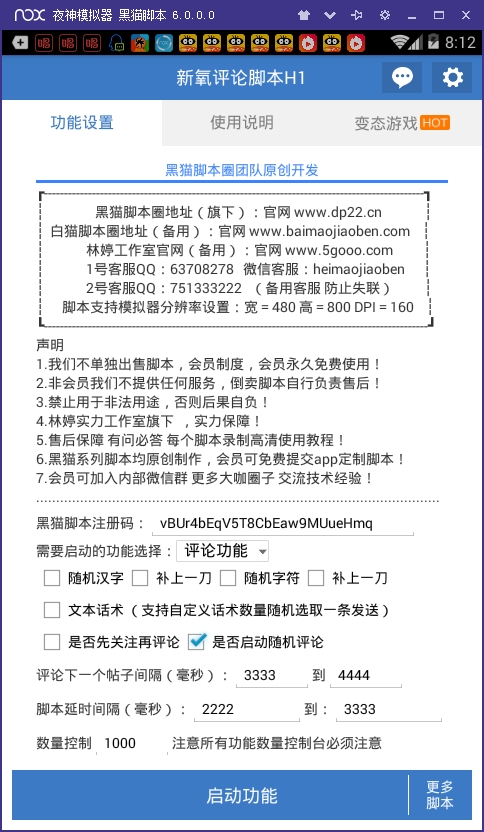 nox 夜神模拟器 黑猫脚本 6.0.0.0
8:12
新氧评论脚本H1
功能设置 使用说明 变态游戏 HOT
黑猫脚本圈团队原创开发
黑猫脚本圈地址（旗下）：官网 www.dp22.cn
白猫脚本圈地址（备用）：官网 www.baimaojiaoben.com
林婷工作室官网（备用）：官网 www.5gooo.com
1号客服QQ：63708278 微信客服：heimaojiaoben
2号客服QQ：751333222 （备用客服 防止失联）
脚本支持模拟器分辨率设置：宽 = 480 高 = 800 DPI = 160
声明
1.我们不单独出售脚本，会员制度，会员永久免费使用！
2.非会员我们不提供任何服务，倒卖脚本自行负责售后！
3.禁止用于非法用途，否则后果自负！
4.林婷实力工作室旗下 ，实力保障！
5.售后保障 有问必答 每个脚本录制高清使用教程！
6.黑猫系列脚本均原创制作，会员可免费提交app定制脚本！
7.会员可加入内部微信群 更多大咖圈子 交流技术经验！
黑猫脚本注册码： vBUr4bEqV5T8CbEaw9MUueHmq
需要启动的功能选择： 评论功能
随机汉字 补上一刀 随机字符 补上一刀
文本话术 （支持自定义话术数量随机选取一条发送）
是否先关注再评论 是否启动随机评论
评论下一个帖子间隔（毫秒）： 3333 到 4444
脚本延时间隔（毫秒）： 2222 到： 3333
数量控制 1000 注意所有功能数量控制台必须注意
启动功能 更多
脚本